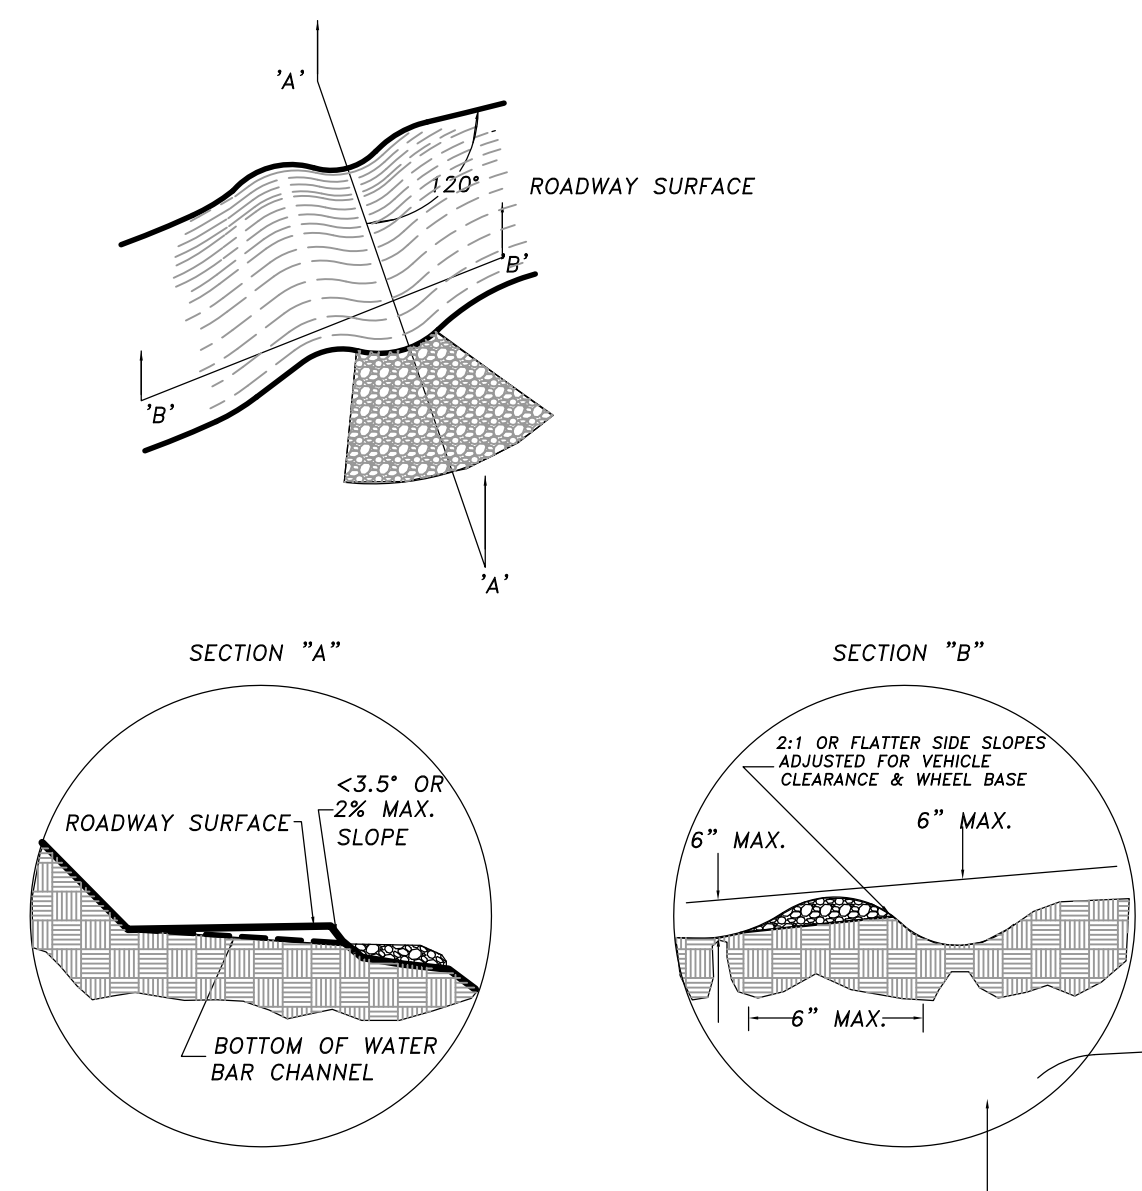 'A'
120°
ROADWAY SURFACE
'B'
'B'
'A'
SECTION "A"
SECTION "B"
2:1 OR FLATTER SIDE SLOPES
ADJUSTED FOR VEHICLE
CLEARANCE & WHEEL BASE
<3.5° OR
2% MAX.
SLOPE
ROADWAY SURFACE
6" MAX.
6" MAX.
6" MAX.
BOTTOM OF WATER
BAR CHANNEL